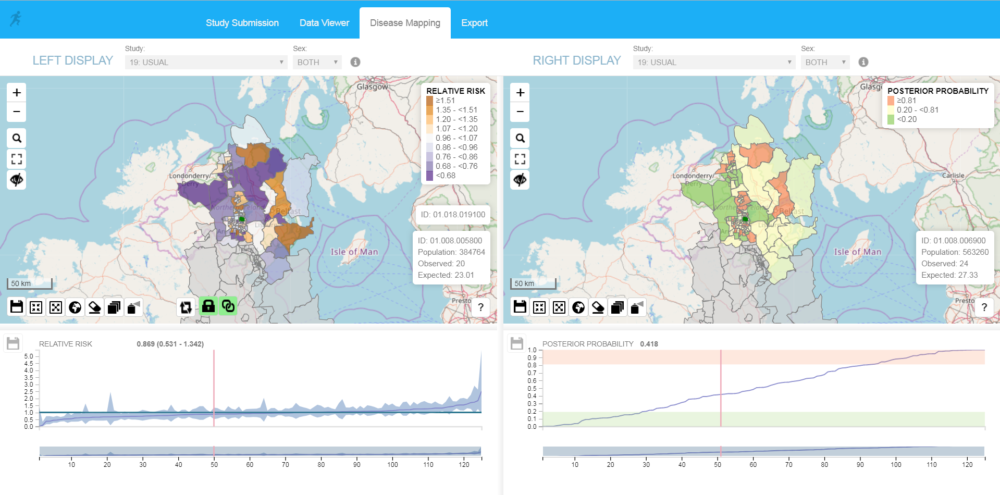 Study Submission
Data Viewer
Disease Mapping
Export
LEFT DISPLAY
Study:
19: USUAL
Sex:
BOTH
RIGHT DISPLAY
Study:
19: USUAL
Sex:
BOTH
+
−
Glasgow
Londonderry/
Derry
Northern Ireland
Belfast
Isle of Man
Presto
50 km
RELATIVE RISK
≥1.51
1.35 - <1.51
1.20 - <1.35
1.07 - <1.20
0.96 - <1.07
0.86 - <0.96
0.76 - <0.86
0.68 - <0.76
<0.68
ID: 01.018.019100
ID: 01.008.005800
Population: 384764
Observed: 20
Expected: 23.01
?
+
−
Glasg
Londonderry/
Derry
Northern Ireland
Belfast
Carlisle
Isle of Man
Presto
50 km
POSTERIOR PROBABILITY
≥0.81
0.20 - <0.81
<0.20
ID: 01.008.006900
Population: 563260
Observed: 24
Expected: 27.33
?
RELATIVE RISK 0.869 (0.531 - 1.342)
5.0
4.5
4.0
3.5
3.0
2.5
2.0
1.5
1.0
0.5
0.0
10 20 30 40 50 60 70 80 90 100 110 120
POSTERIOR PROBABILITY 0.418
1.0
0.9
0.8
0.7
0.6
0.5
0.4
0.3
0.2
0.1
0.0
10 20 30 40 50 60 70 80 90 100 110 120